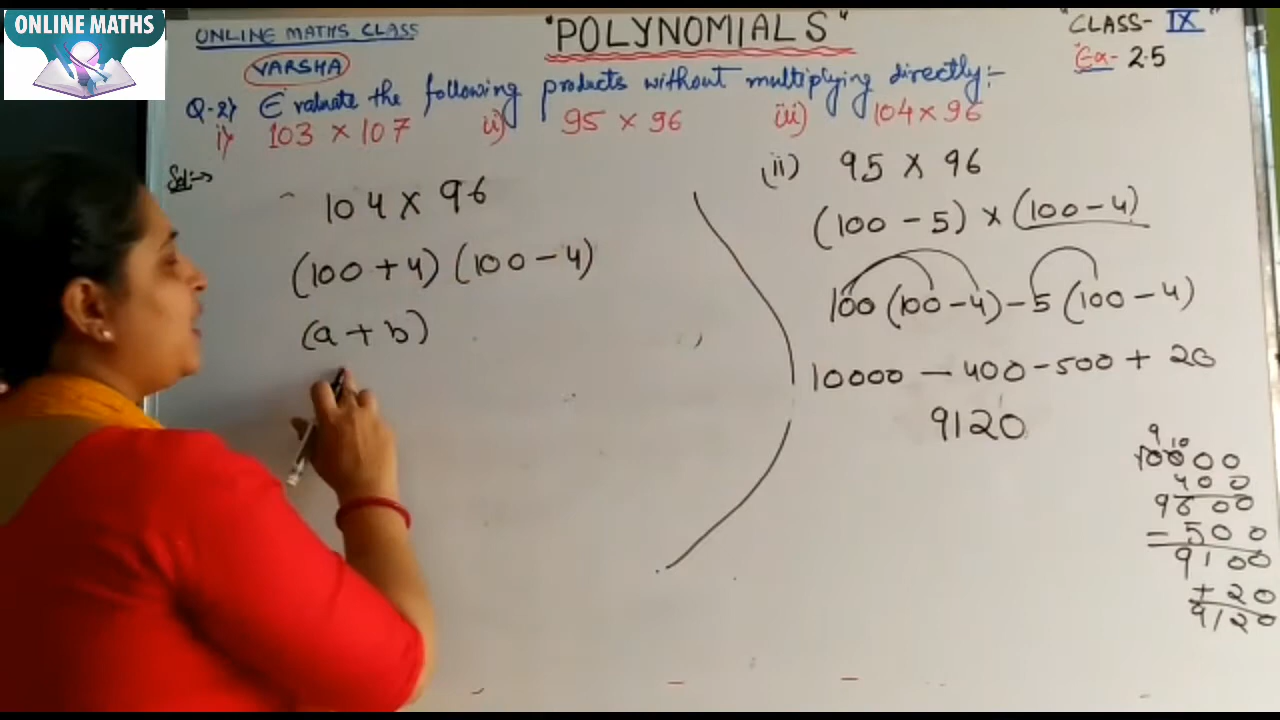 ONLINE MATHS
ONLINE MATHS CLASS
"POLYNOMIALS"
"CLASS- IX"
VARSHA
Ex- 2.5
Q-2) Evaluate the following products without multiplying directly:-
i) 103 × 107 ii) 95 × 96 iii) 104 × 96
Sol:->
104 × 96
(100 + 4) (100 - 4)
(a + b)
(ii) 95 × 96
(100 - 5) × (100 - 4)
100 (100 - 4) - 5 (100 - 4)
10000 - 400 - 500 + 20
9120
9 10
10000
400
9600
- 500
9100
+ 20
9120